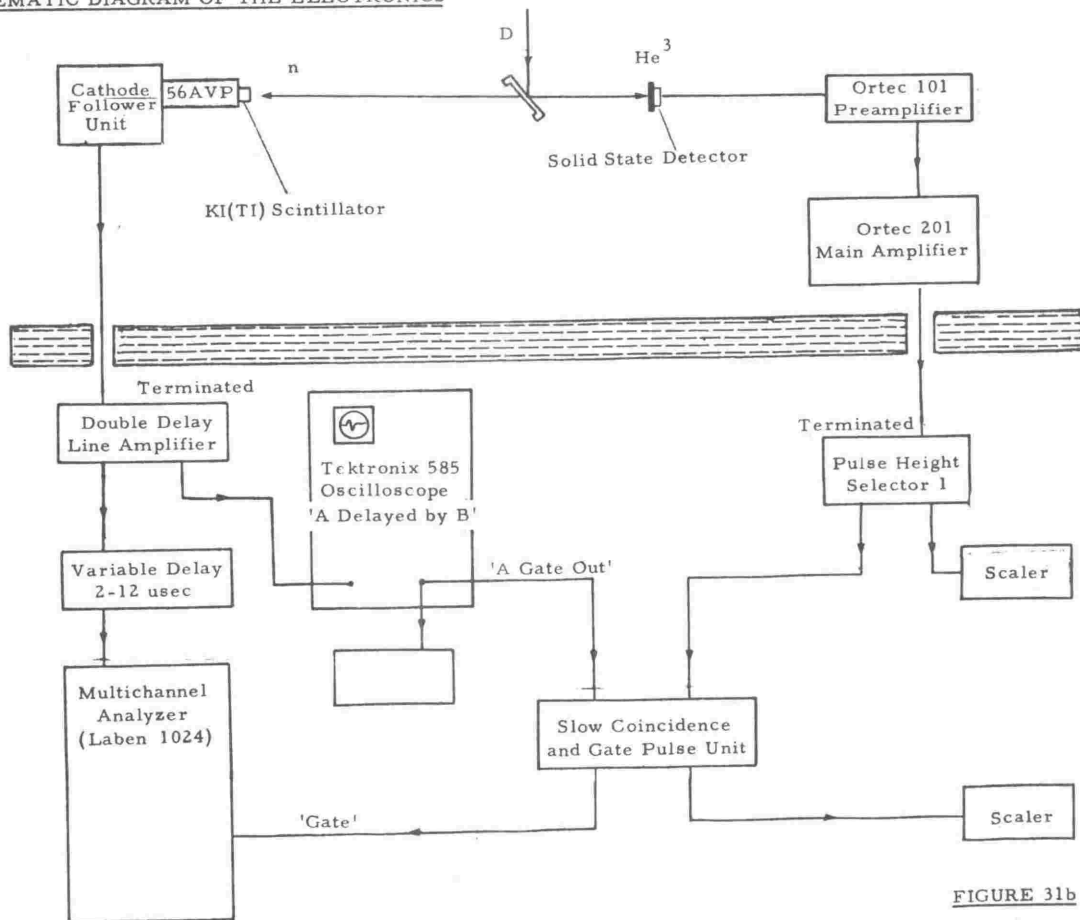 SCHEMATIC DIAGRAM OF THE ELECTRONICS
D
He³
n
Cathode
Follower
Unit
56AVP
Ortec 101
Preamplifier
Solid State Detector
KI(TI) Scintillator
Ortec 201
Main Amplifier
Terminated
Double Delay
Line Amplifier
Tektronix 585
Oscilloscope
'A Delayed by B'
Terminated
Pulse Height
Selector 1
Variable Delay
2-12 usec
'A Gate Out'
Scaler
Multichannel
Analyzer
(Laben 1024)
Slow Coincidence
and Gate Pulse Unit
'Gate'
Scaler
FIGURE 31b